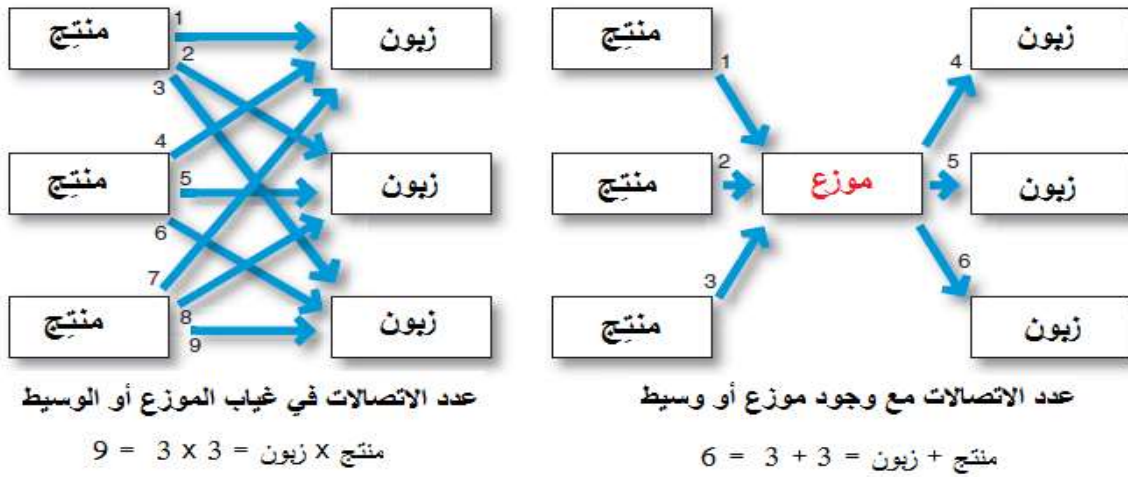 منتِج
1
زبون
2
3
4
منتِج
5
زبون
6
7
منتِج
8
9
زبون
عدد الاتصالات في غياب الموزع أو الوسيط
منتج x زبون = 3 x 3 = 9
منتِج
1
4
زبون
منتِج
2
موزع
5
زبون
3
منتِج
6
زبون
عدد الاتصالات مع وجود موزع أو وسيط
منتج + زبون = 3 + 3 = 6